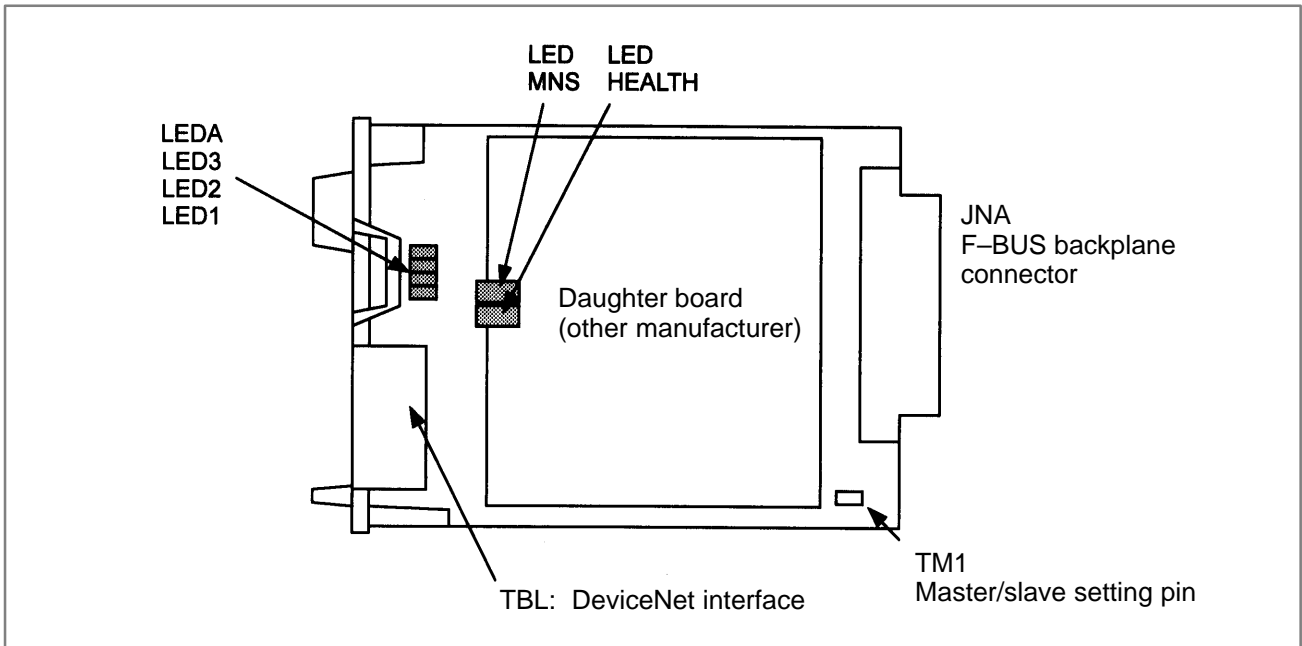 LED MNS
LED HEALTH
LEDA
LED3
LED2
LED1
JNA
F–BUS backplane
connector
Daughter board
(other manufacturer)
TM1
Master/slave setting pin
TBL: DeviceNet interface